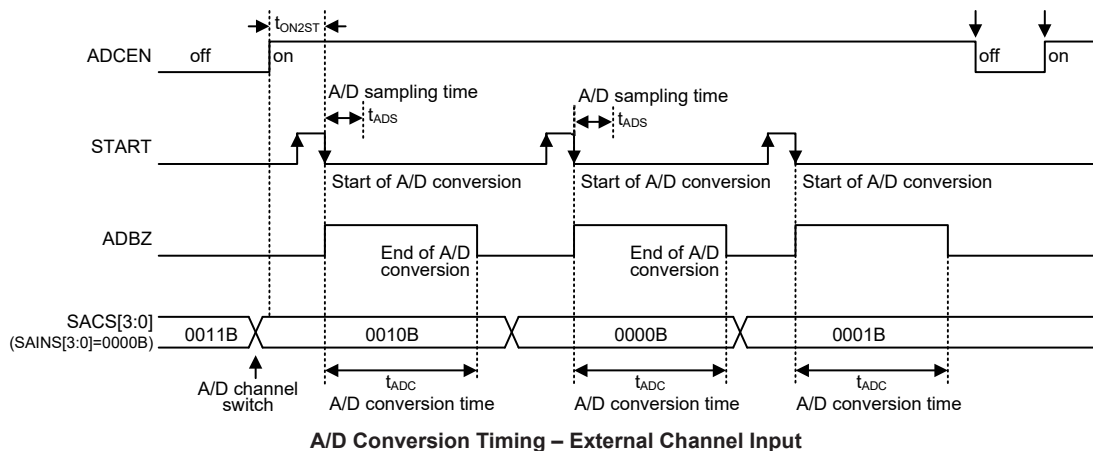 tON2ST
ADCEN
off
on
off
on
A/D sampling time
tADS
A/D sampling time
tADS
START
Start of A/D conversion
Start of A/D conversion
Start of A/D conversion
ADBZ
End of A/D
conversion
End of A/D
conversion
SACS[3:0]
(SAINS[3:0]=0000B)
0011B
0010B
0000B
0001B
A/D channel
switch
tADC
A/D conversion time
tADC
A/D conversion time
tADC
A/D conversion time
A/D Conversion Timing – External Channel Input